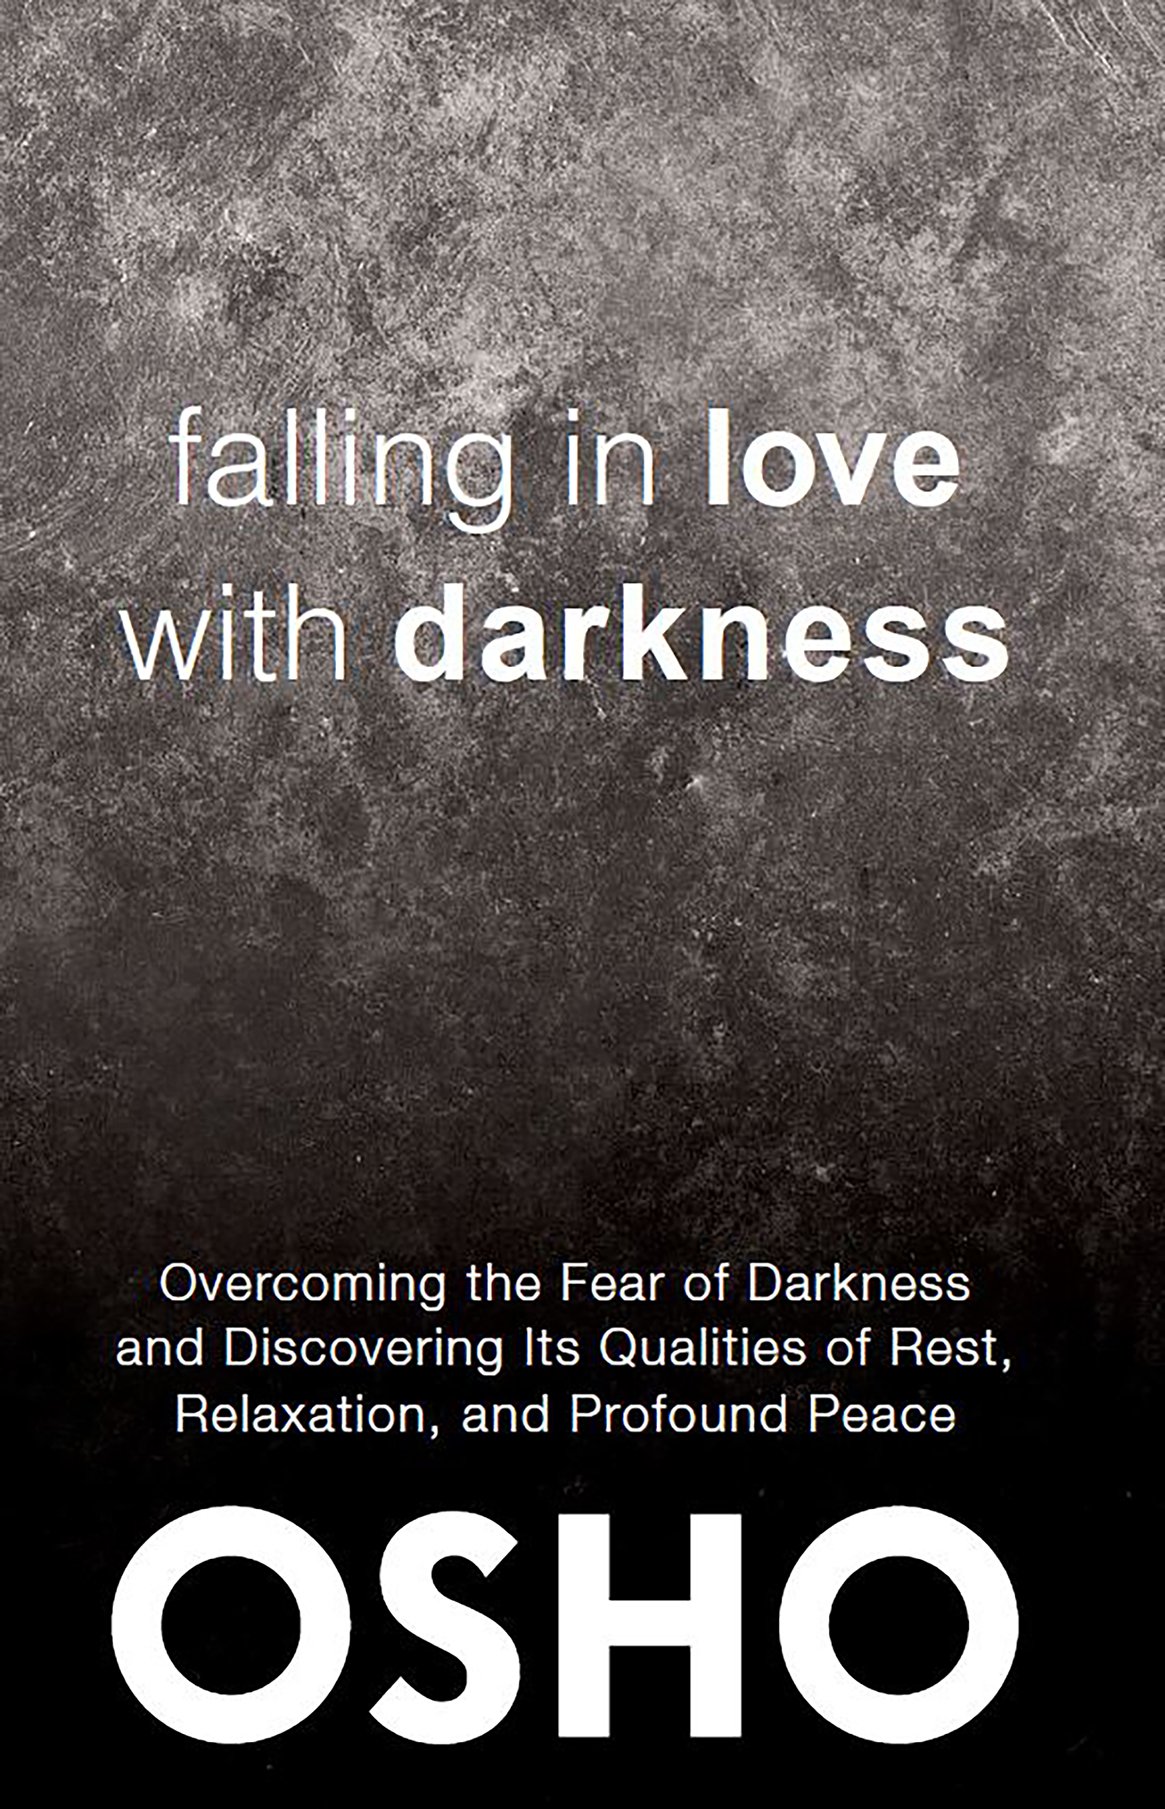 falling in love
with darkness
Overcoming the Fear of Darkness
and Discovering Its Qualities of Rest,
Relaxation, and Profound Peace
OSHO